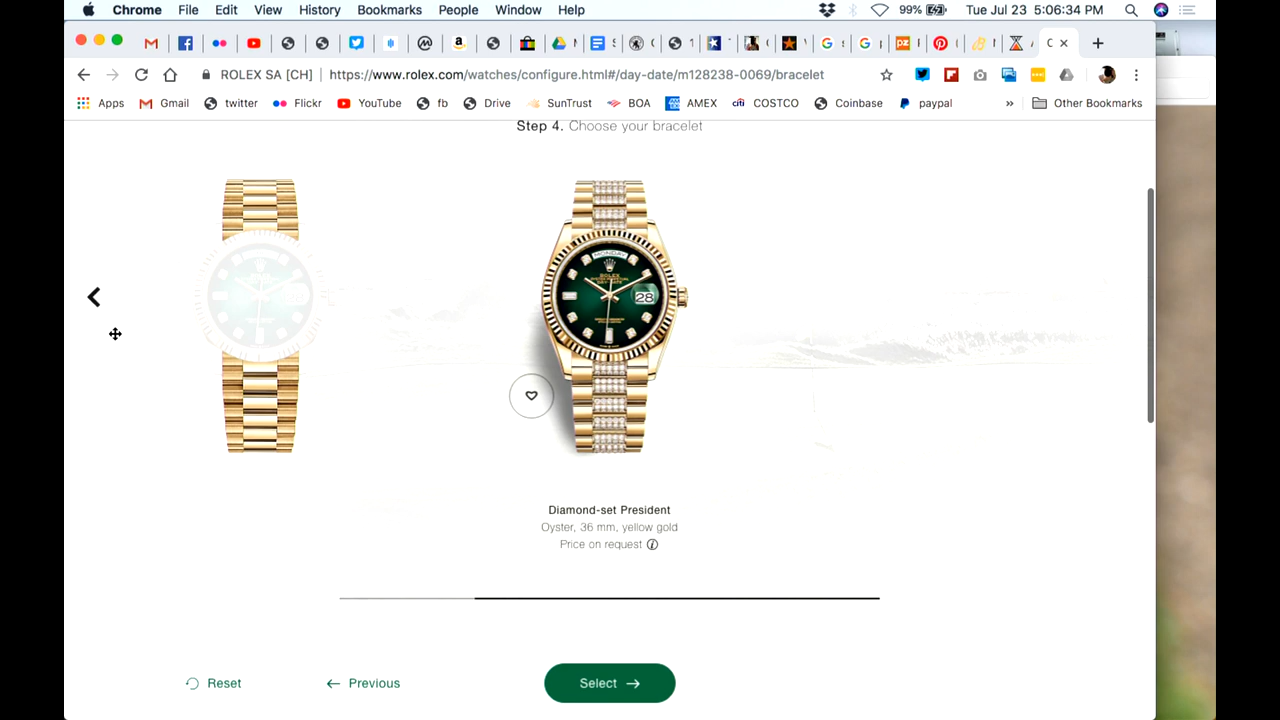 Chrome File Edit View History Bookmarks People Window Help 99% Tue Jul 23 5:06:34 PM
ROLEX SA [CH] | https://www.rolex.com/watches/configure.html#/day-date/m128238-0069/bracelet
Apps Gmail twitter Flickr YouTube fb Drive SunTrust BOA AMEX COSTCO Coinbase paypal » Other Bookmarks
Step 4. Choose your bracelet
MONDAY
ROLEX
28
Diamond-set President
Oyster, 36 mm, yellow gold
Price on request
Reset Previous Select